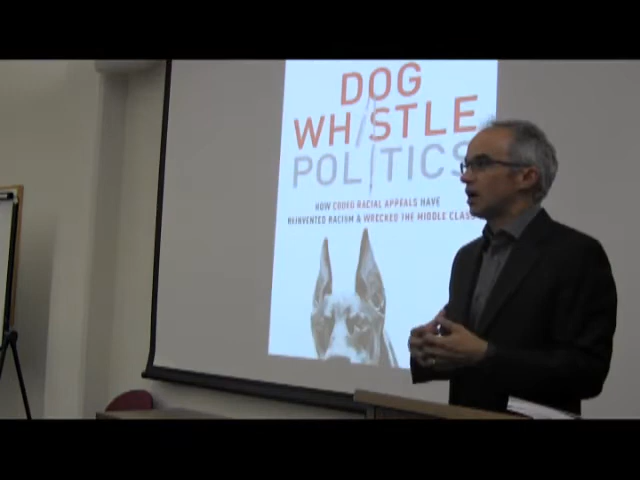 DOG
WHISTLE
POLITICS
HOW CODED RACIAL APPEALS HAVE
REINVENTED RACISM & WRECKED THE MIDDLE CLASS